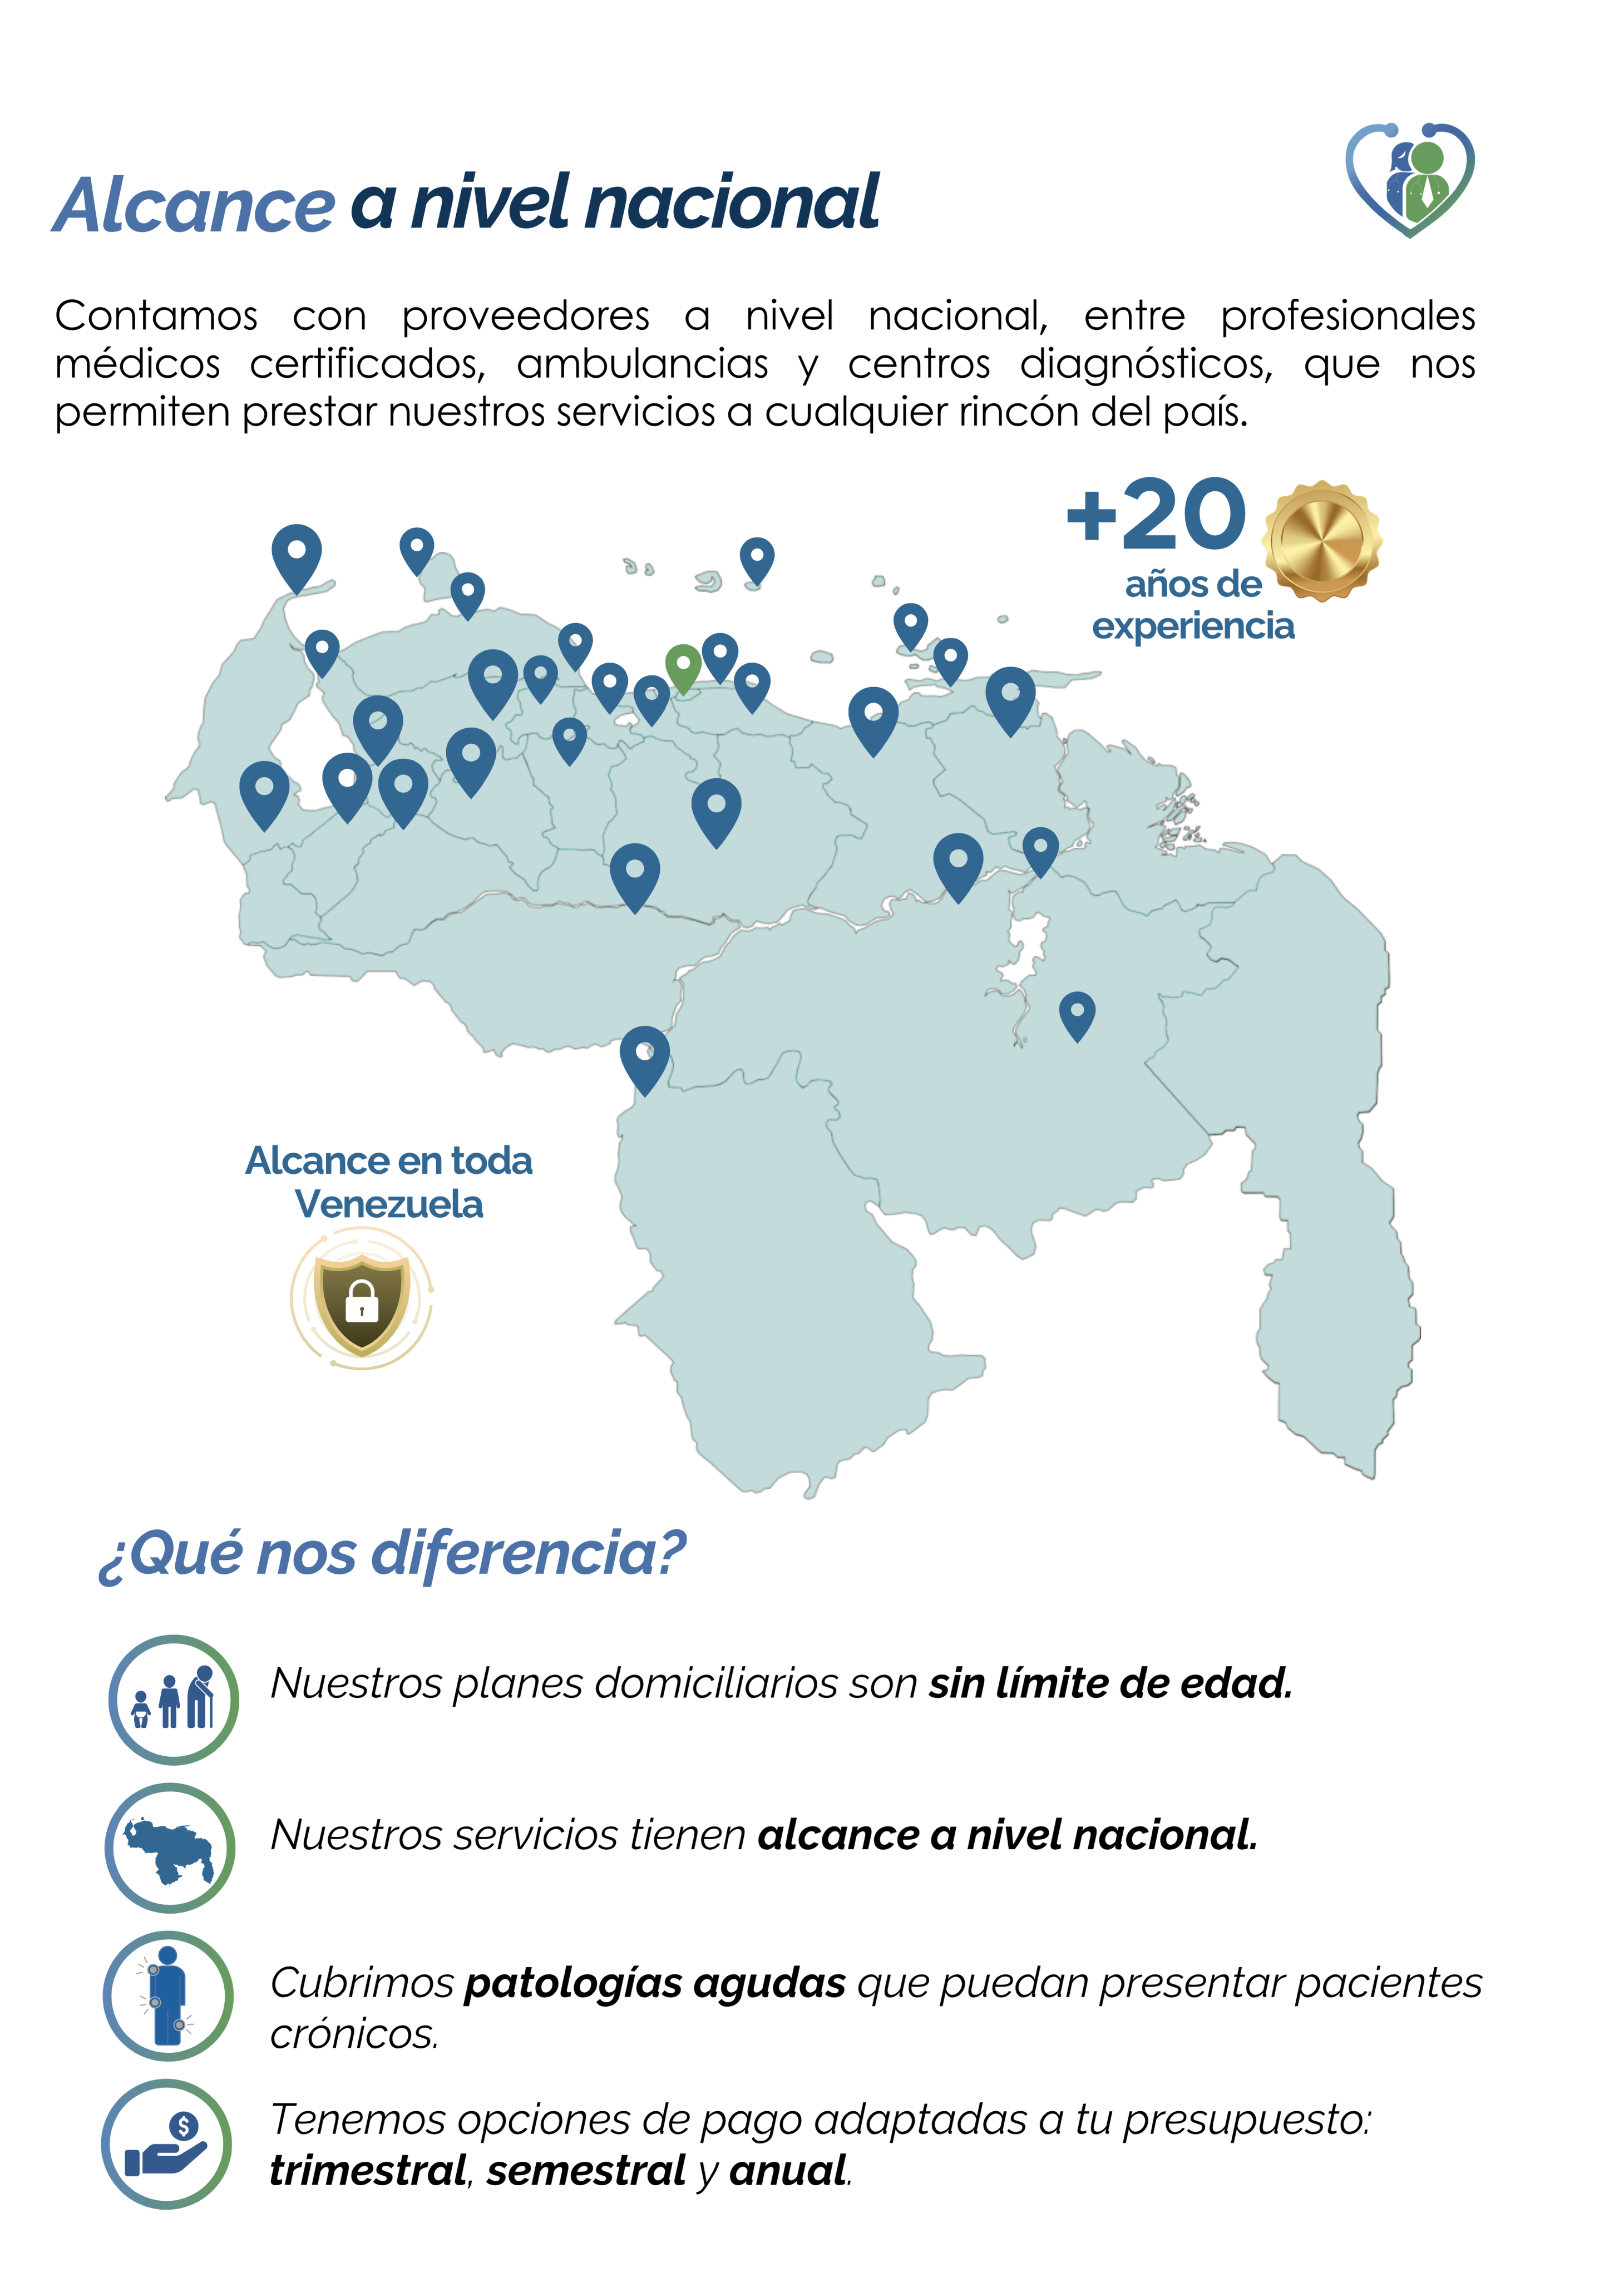 Alcance a nivel nacional
Contamos con proveedores a nivel nacional, entre profesionales
médicos certificados, ambulancias y centros diagnósticos, que nos
permiten prestar nuestros servicios a cualquier rincón del país.
+20
años de
experiencia
Alcance en toda
Venezuela
¿Qué nos diferencia?
Nuestros planes domiciliarios son sin límite de edad.
Nuestros servicios tienen alcance a nivel nacional.
Cubrimos patologías agudas que puedan presentar pacientes
crónicos.
$
Tenemos opciones de pago adaptadas a tu presupuesto:
trimestral, semestral y anual.